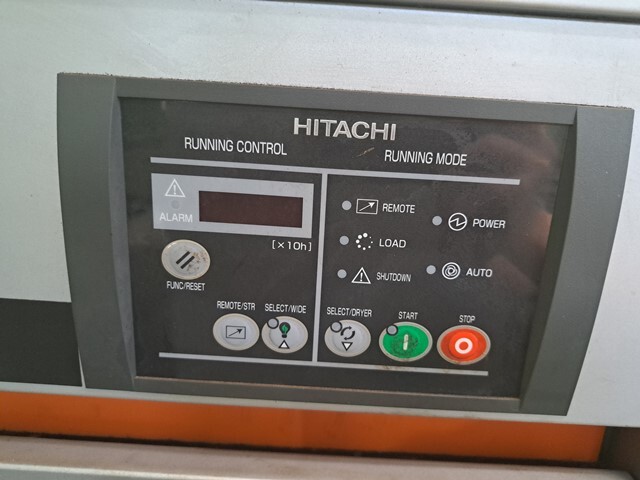 HITACHI
RUNNING CONTROL
RUNNING MODE
ALARM
[×10h]
FUNC/RESET
REMOTE/STR
SELECT/WIDE
REMOTE
LOAD
SHUTDOWN
POWER
AUTO
SELECT/DRYER
START
STOP